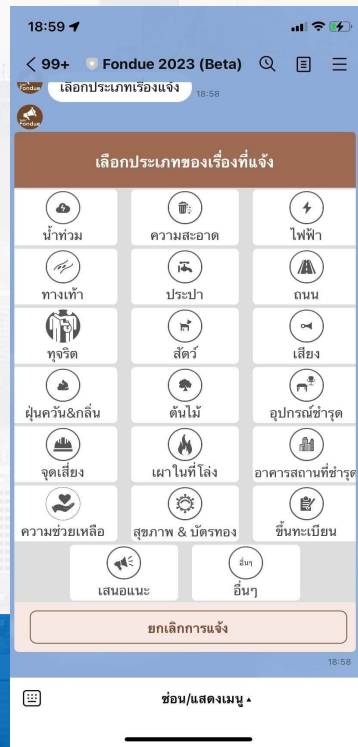 18:59
99+ Fondue 2023 (Beta)
เลือกประเภทเรื่องแจ้ง
18:58
Fondue
Fondue
เลือกประเภทของเรื่องที่แจ้ง
น้ำท่วม ความสะอาด ไฟฟ้า
ทางเท้า ประปา ถนน
ทุจริต สัตว์ เสียง
ฝุ่นควัน&กลิ่น ต้นไม้ อุปกรณ์ชำรุด
จุดเสี่ยง เผาในที่โล่ง อาคารสถานที่ชำรุด
ความช่วยเหลือ สุขภาพ & บัตรทอง ขึ้นทะเบียน
อื่นๆ
เสนอแนะ อื่นๆ
ยกเลิกการแจ้ง
18:58
ซ่อน/แสดงเมนู